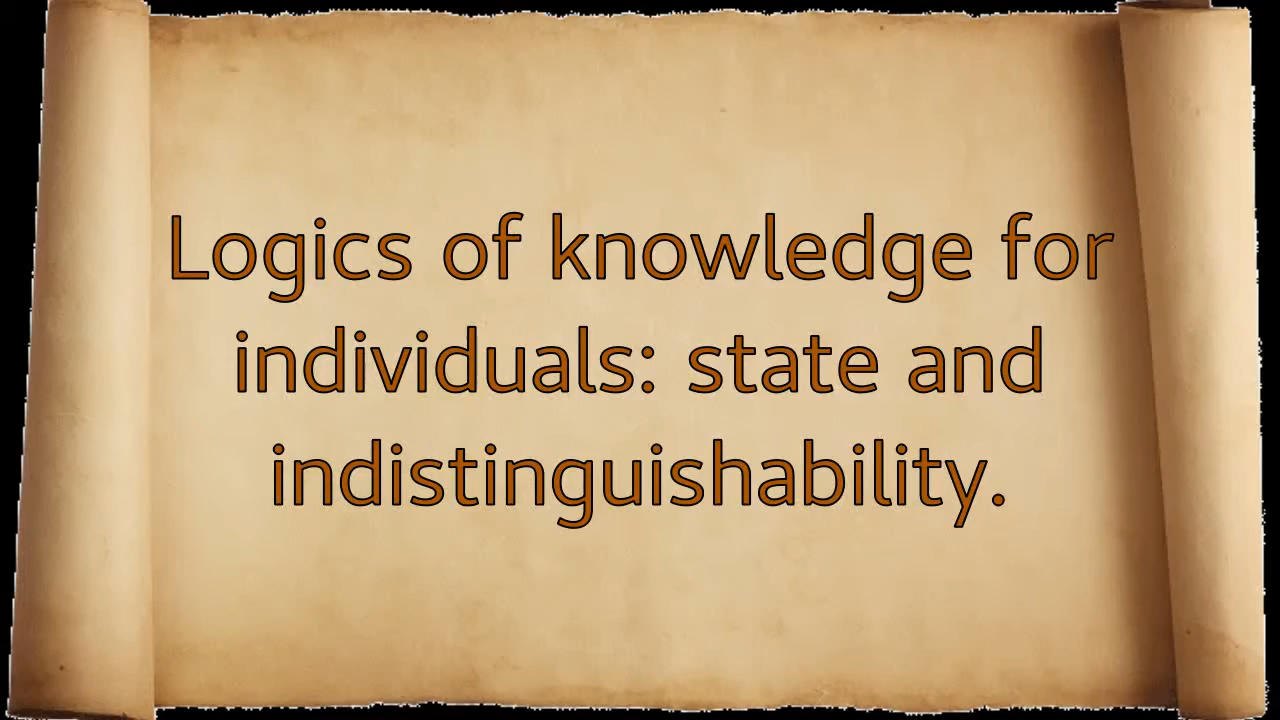 Logics of knowledge for
individuals: state and
indistinguishability.